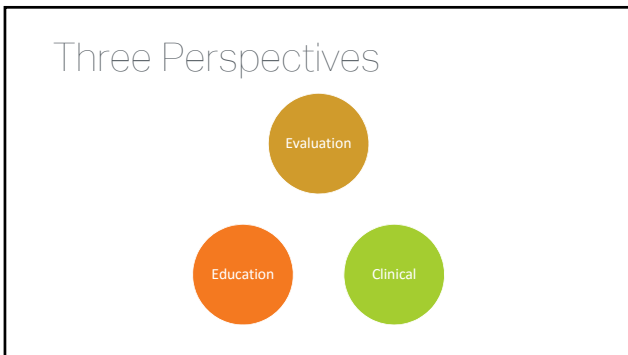 Three Perspectives
Evaluation
Education
Clinical